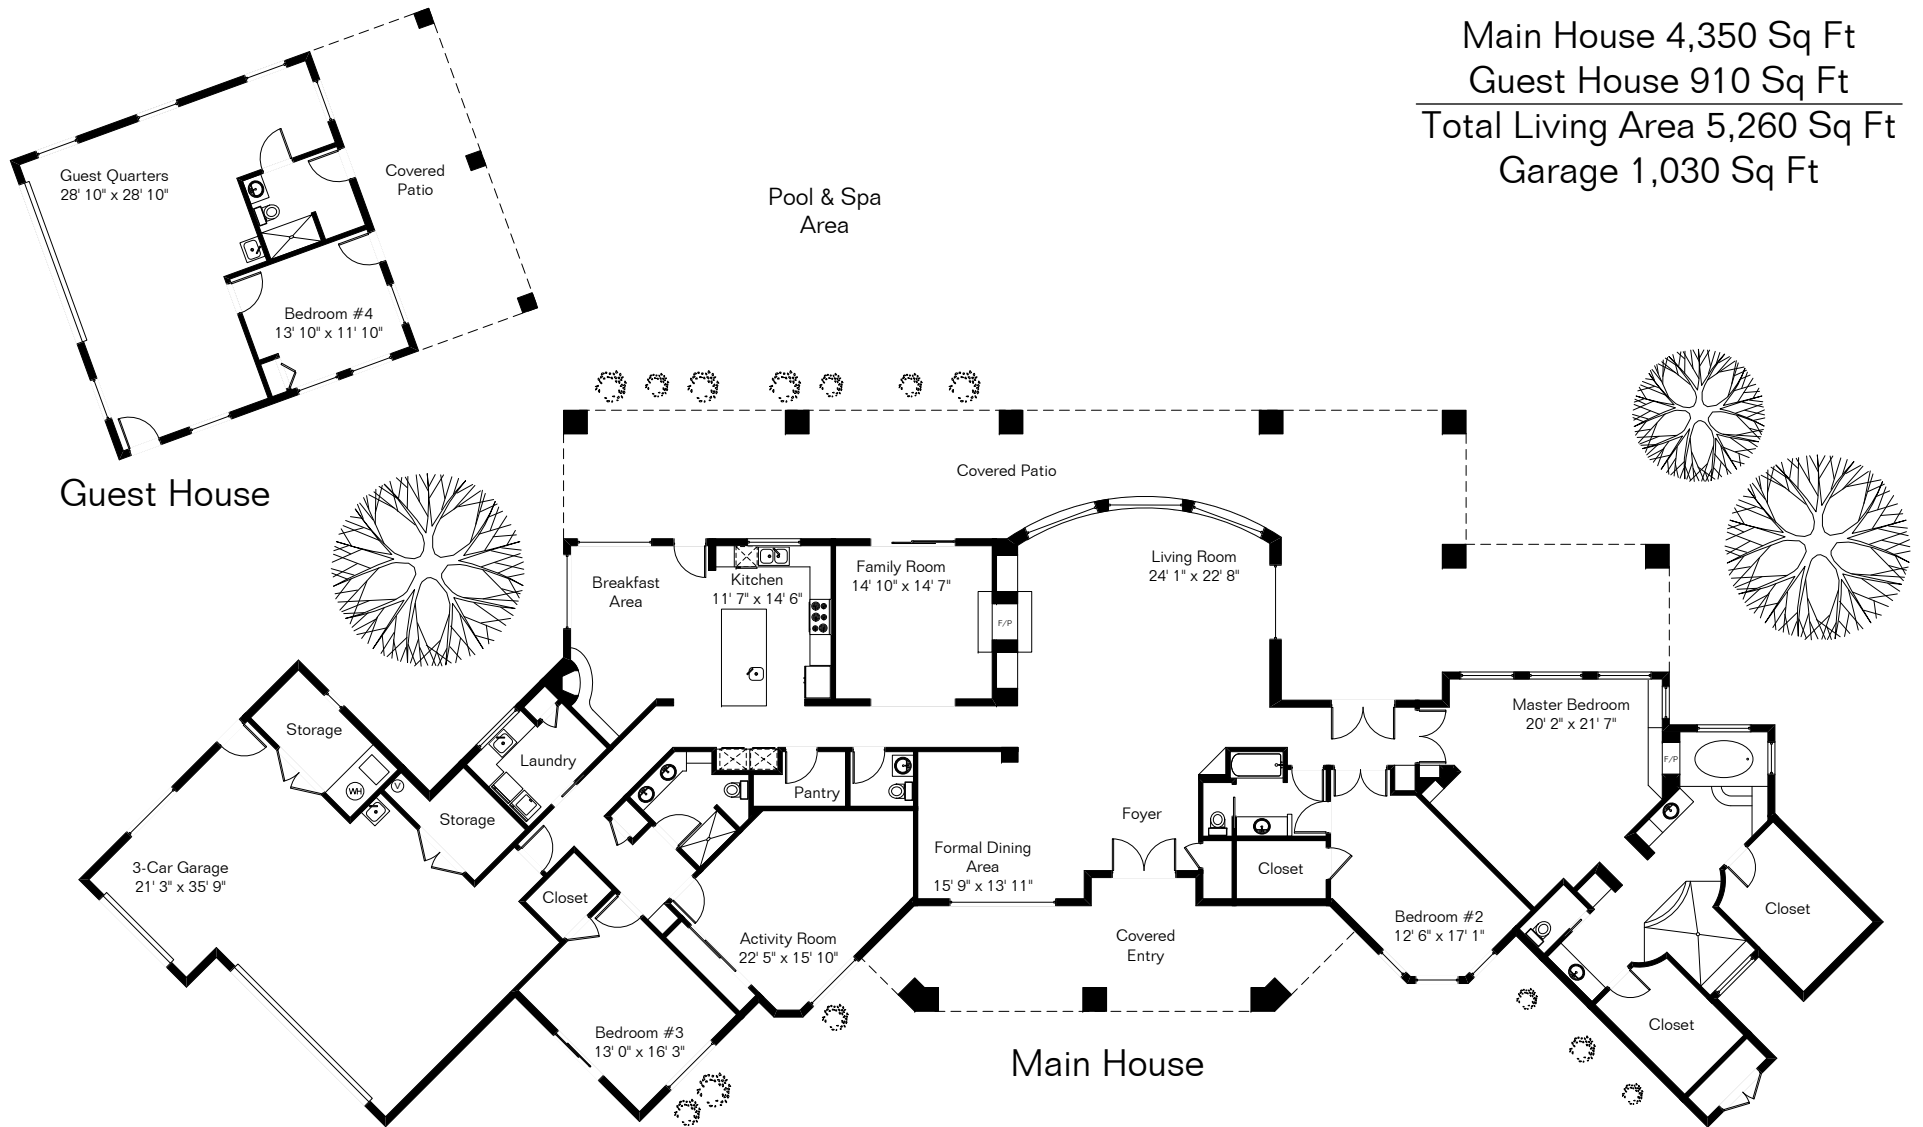 Main House 4,350 Sq Ft
Guest House 910 Sq Ft
Total Living Area 5,260 Sq Ft
Garage 1,030 Sq Ft
Guest Quarters
28' 10" x 28' 10"
Covered
Patio
Bedroom #4
13' 10" x 11' 10"
Guest House
Pool & Spa
Area
Covered Patio
Breakfast
Area
Kitchen
11' 7" x 14' 6"
Family Room
14' 10" x 14' 7"
F/P
Living Room
24' 1" x 22' 8"
Master Bedroom
20' 2" x 21' 7"
F/P
Storage
WH
V
Laundry
Storage
Pantry
Foyer
3-Car Garage
21' 3" x 35' 9"
Closet
Formal Dining
Area
15' 9" x 13' 11"
Closet
Activity Room
22' 5" x 15' 10"
Covered
Entry
Bedroom #2
12' 6" x 17' 1"
Closet
Closet
Bedroom #3
13' 0" x 16' 3"
Main House